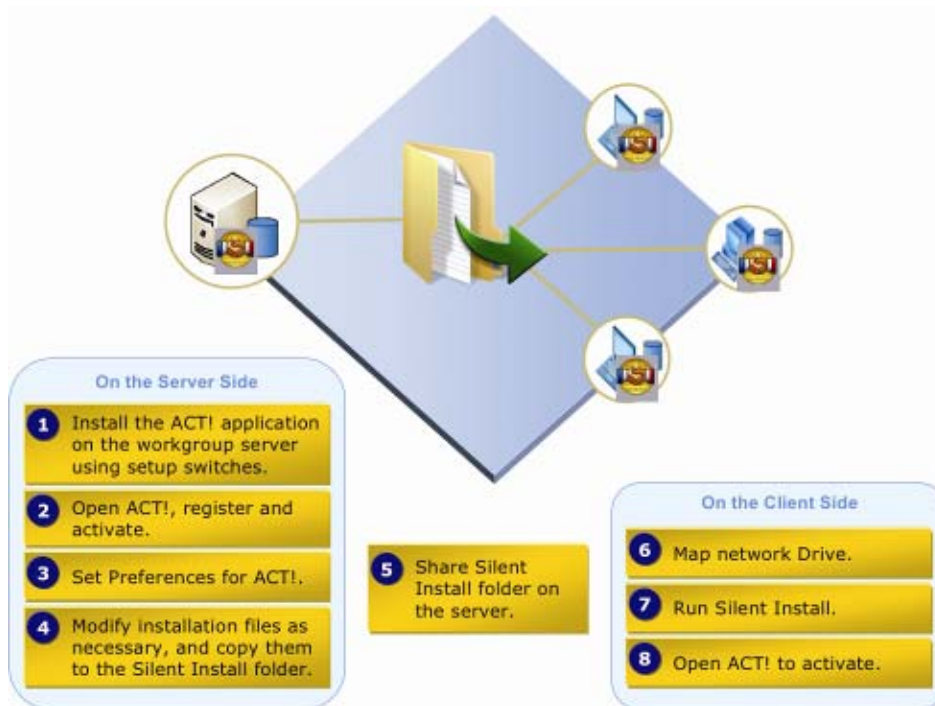 On the Server Side
1 Install the ACT! application
on the workgroup server
using setup switches.
2 Open ACT!, register and
activate.
3 Set Preferences for ACT!.
4 Modify installation files as
necessary, and copy them
to the Silent Install folder.
5 Share Silent
Install folder on
the server.
On the Client Side
6 Map network Drive.
7 Run Silent Install.
8 Open ACT! to activate.